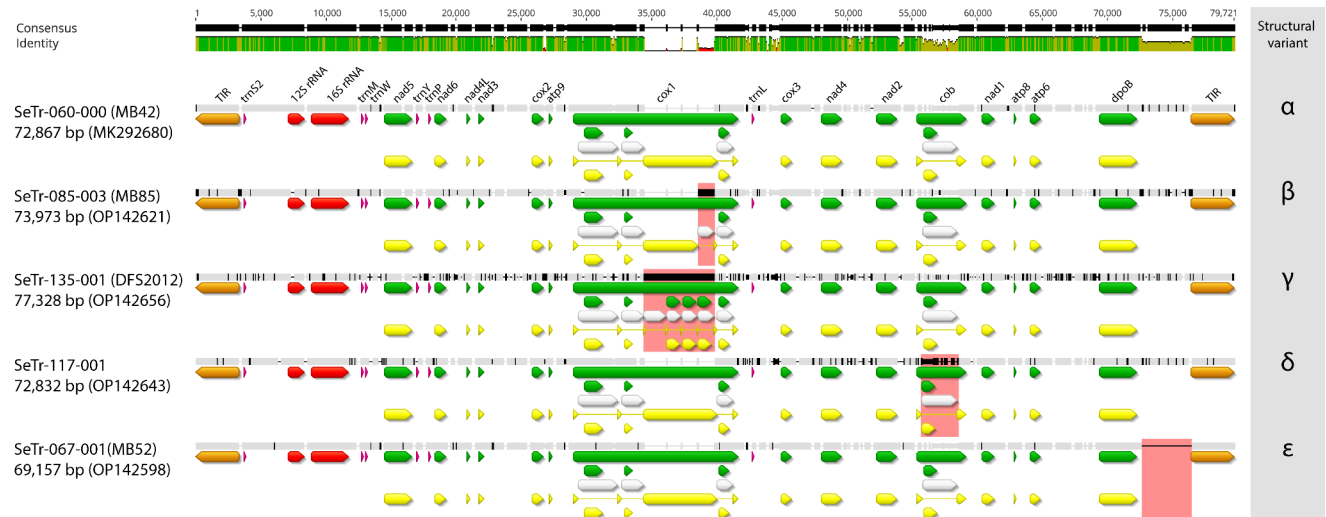 1 5,000 10,000 15,000 20,000 25,000 30,000 35,000 40,000 45,000 50,000 55,000 60,000 65,000 70,000 75,000 79,721
Consensus
Identity
Structural
variant
TIR trnS2 12S rRNA 16S rRNA trnM trnW nad5 trnY trnP nad6 nad4L nad3 cox2 atp9 cox1 trnL cox3 nad4 nad2 cob nad1 atp8 atp6 dpoB TIR
SeTr-060-000 (MB42)
72,867 bp (MK292680)
α
SeTr-085-003 (MB85)
73,973 bp (OP142621)
β
SeTr-135-001 (DFS2012)
77,328 bp (OP142656)
γ
SeTr-117-001
72,832 bp (OP142643)
δ
SeTr-067-001(MB52)
69,157 bp (OP142598)
ε